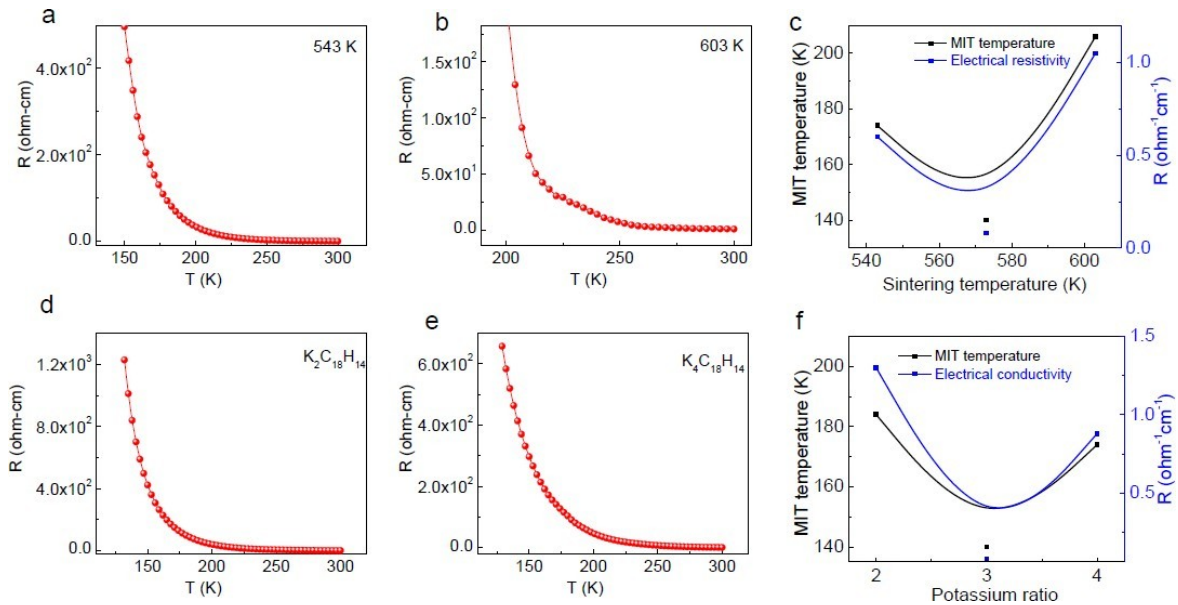 a
543 K
4.0x10²
2.0x10²
0.0
R (ohm-cm)
150 200 250 300
T (K)
b
603 K
1.5x10²
1.0x10²
5.0x10¹
0.0
R (ohm-cm)
200 250 300
T (K)
c
MIT temperature
Electrical resistivity
200
180
160
140
MIT temperature (K)
1.0
0.5
0.0
R (ohm⁻¹cm⁻¹)
540 560 580 600
Sintering temperature (K)
d
K₂C₁₈H₁₄
1.2x10³
8.0x10²
4.0x10²
0.0
R (ohm-cm)
150 200 250 300
T (K)
e
K₄C₁₈H₁₄
6.0x10²
4.0x10²
2.0x10²
0.0
R (ohm-cm)
150 200 250 300
T (K)
f
MIT temperature
Electrical conductivity
200
180
160
140
MIT temperature (K)
1.5
1.0
0.5
R (ohm⁻¹cm⁻¹)
2 3 4
Potassium ratio